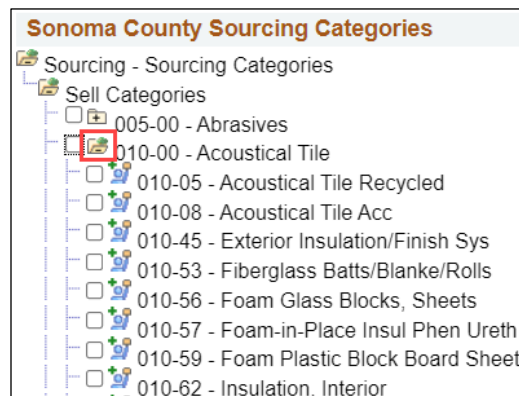 Sonoma County Sourcing Categories
Sourcing - Sourcing Categories
Sell Categories
005-00 - Abrasives
010-00 - Acoustical Tile
010-05 - Acoustical Tile Recycled
010-08 - Acoustical Tile Acc
010-45 - Exterior Insulation/Finish Sys
010-53 - Fiberglass Batts/Blanke/Rolls
010-56 - Foam Glass Blocks, Sheets
010-57 - Foam-in-Place Insul Phen Ureth
010-59 - Foam Plastic Block Board Sheet
010-62 - Insulation, Interior